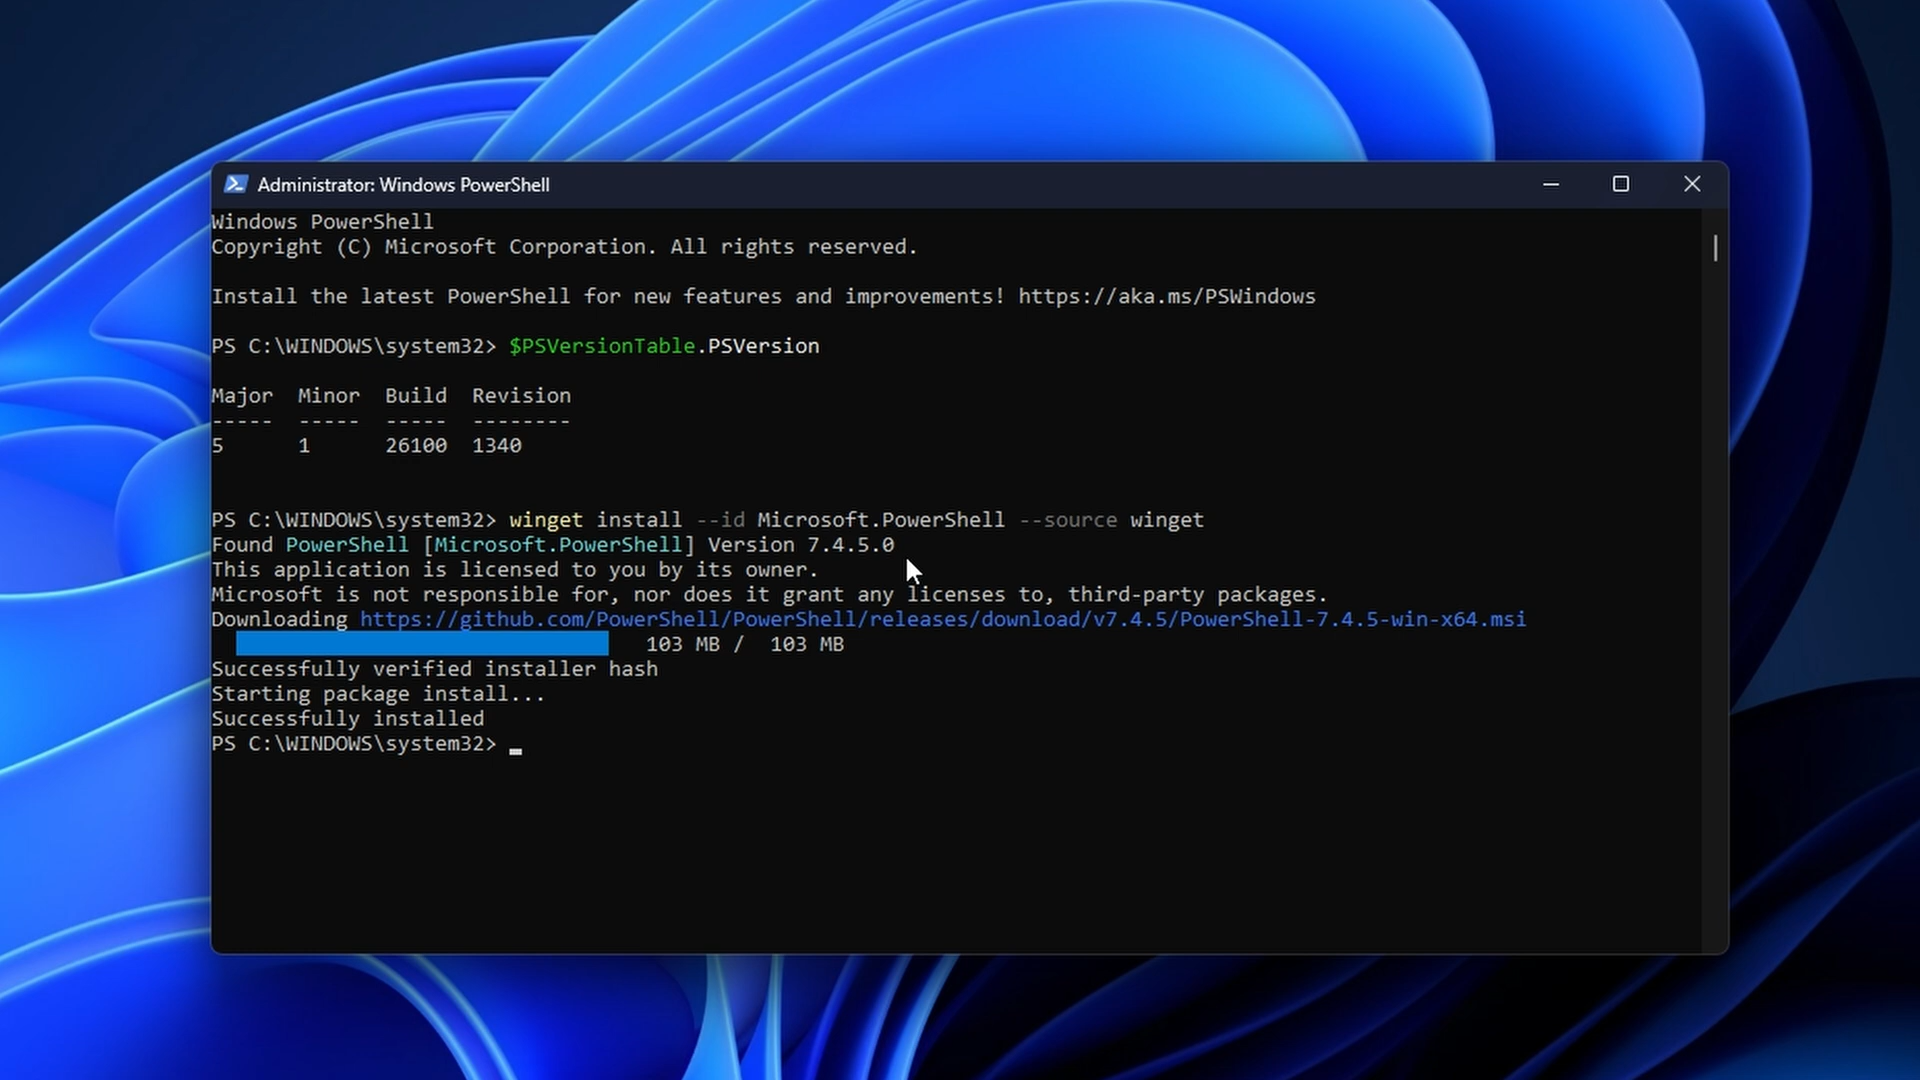 Administrator: Windows PowerShell
Windows PowerShell
Copyright (C) Microsoft Corporation. All rights reserved.
Install the latest PowerShell for new features and improvements! https://aka.ms/PSWindows
PS C:\WINDOWS\system32> $PSVersionTable.PSVersion
Major  Minor  Build  Revision
-----  -----  -----  --------
5      1      26100  1340
PS C:\WINDOWS\system32> winget install --id Microsoft.PowerShell --source winget
Found PowerShell [Microsoft.PowerShell] Version 7.4.5.0
This application is licensed to you by its owner.
Microsoft is not responsible for, nor does it grant any licenses to, third-party packages.
Downloading https://github.com/PowerShell/PowerShell/releases/download/v7.4.5/PowerShell-7.4.5-win-x64.msi
103 MB /  103 MB
Successfully verified installer hash
Starting package install...
Successfully installed
PS C:\WINDOWS\system32>